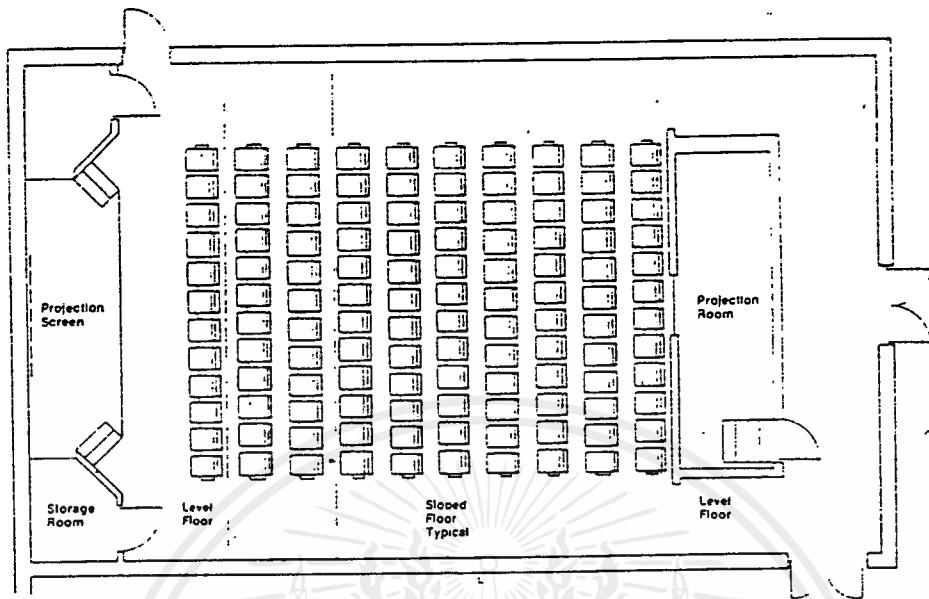 Projection
Screen
Projection
Room
Storage
Room
Level
Floor
Sloped
Floor
Typical
Level
Floor